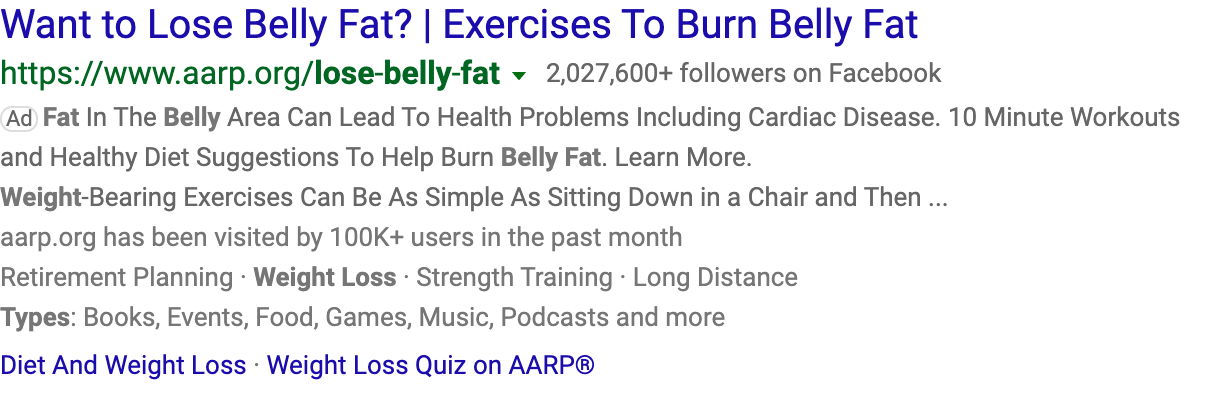 Want to Lose Belly Fat? | Exercises To Burn Belly Fat
https://www.aarp.org/lose-belly-fat 2,027,600+ followers on Facebook
Ad Fat In The Belly Area Can Lead To Health Problems Including Cardiac Disease. 10 Minute Workouts
and Healthy Diet Suggestions To Help Burn Belly Fat. Learn More.
Weight-Bearing Exercises Can Be As Simple As Sitting Down in a Chair and Then ...
aarp.org has been visited by 100K+ users in the past month
Retirement Planning · Weight Loss · Strength Training · Long Distance
Types: Books, Events, Food, Games, Music, Podcasts and more
Diet And Weight Loss · Weight Loss Quiz on AARP®